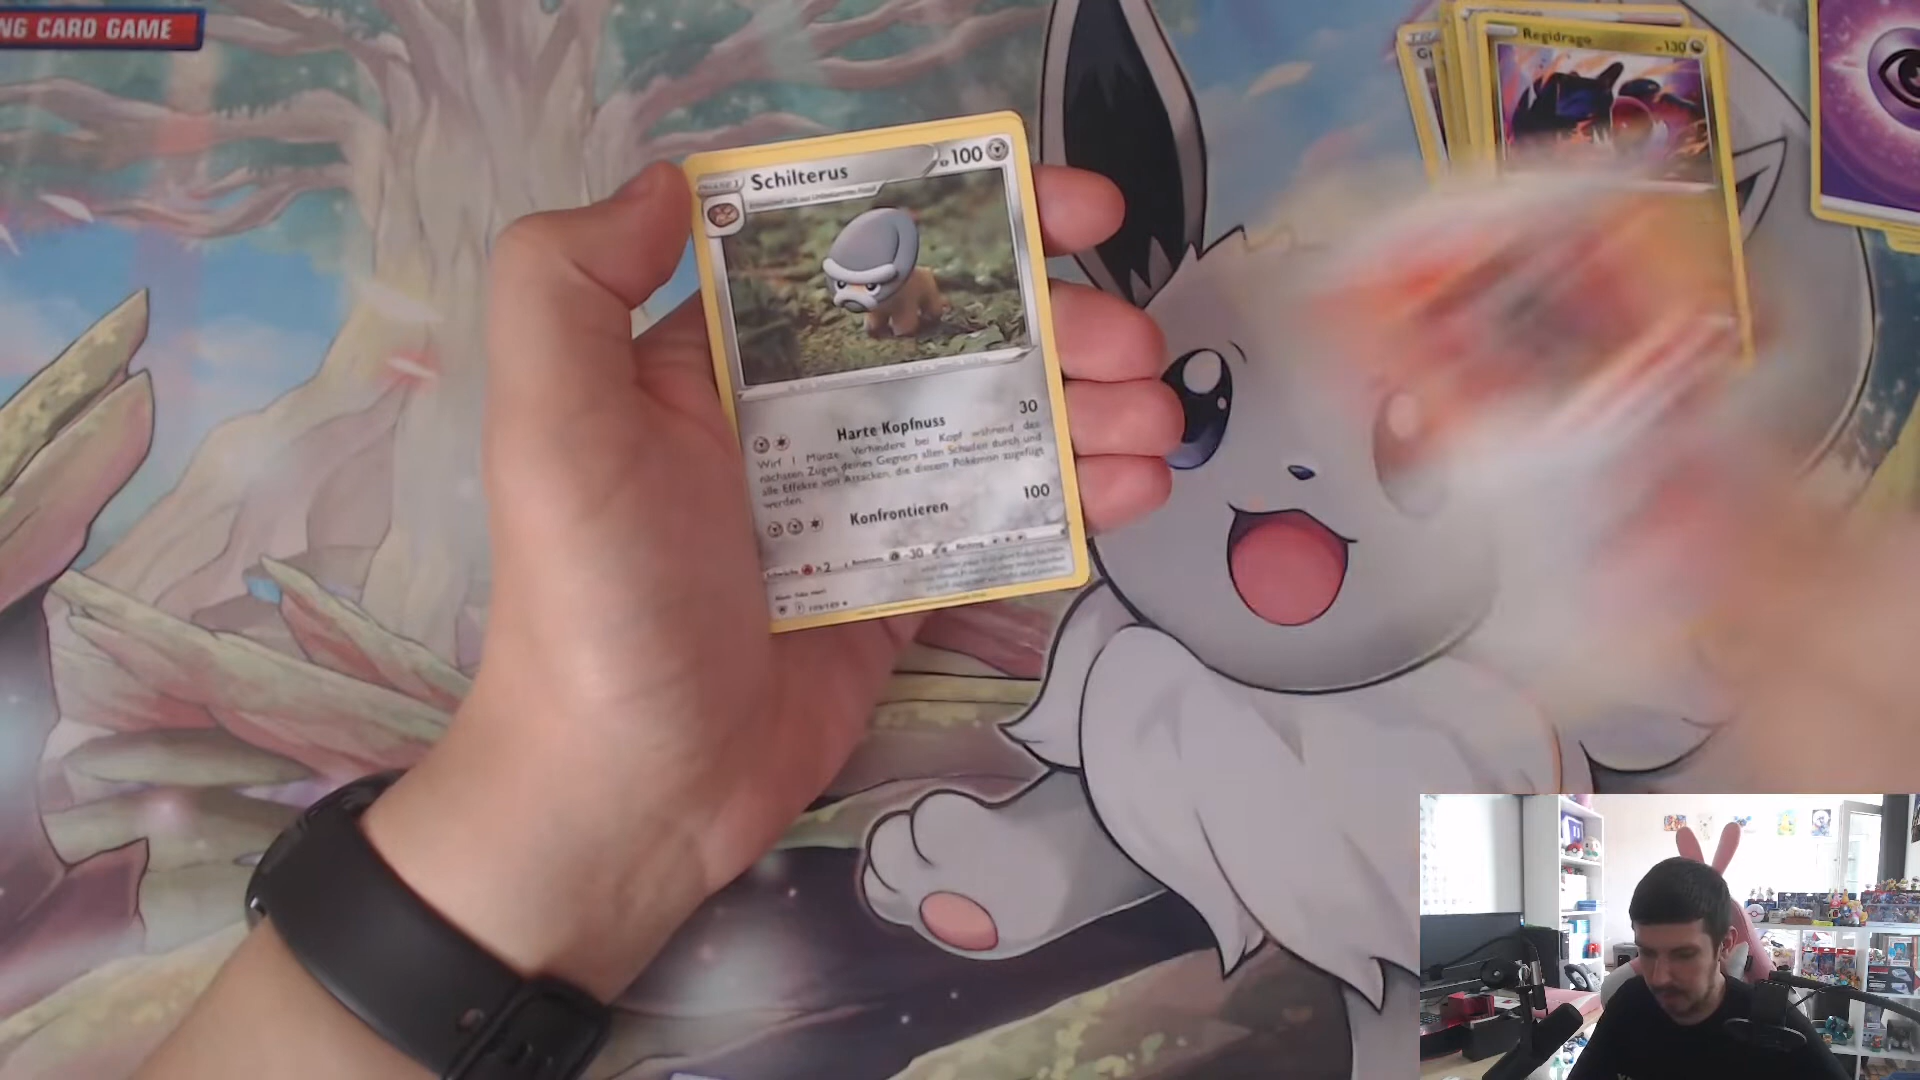 NG CARD GAME
Regidrago
130
Schilterus
100
Harte Kopfnuss 30
Wirf 1 Münze. Verhindere bei Kopf während des
nächsten Zuges deines Gegners allen Schaden durch und
alle Effekte von Attacken, die diesem Pokémon zugefügt
werden.
Konfrontieren 100
x2
-30